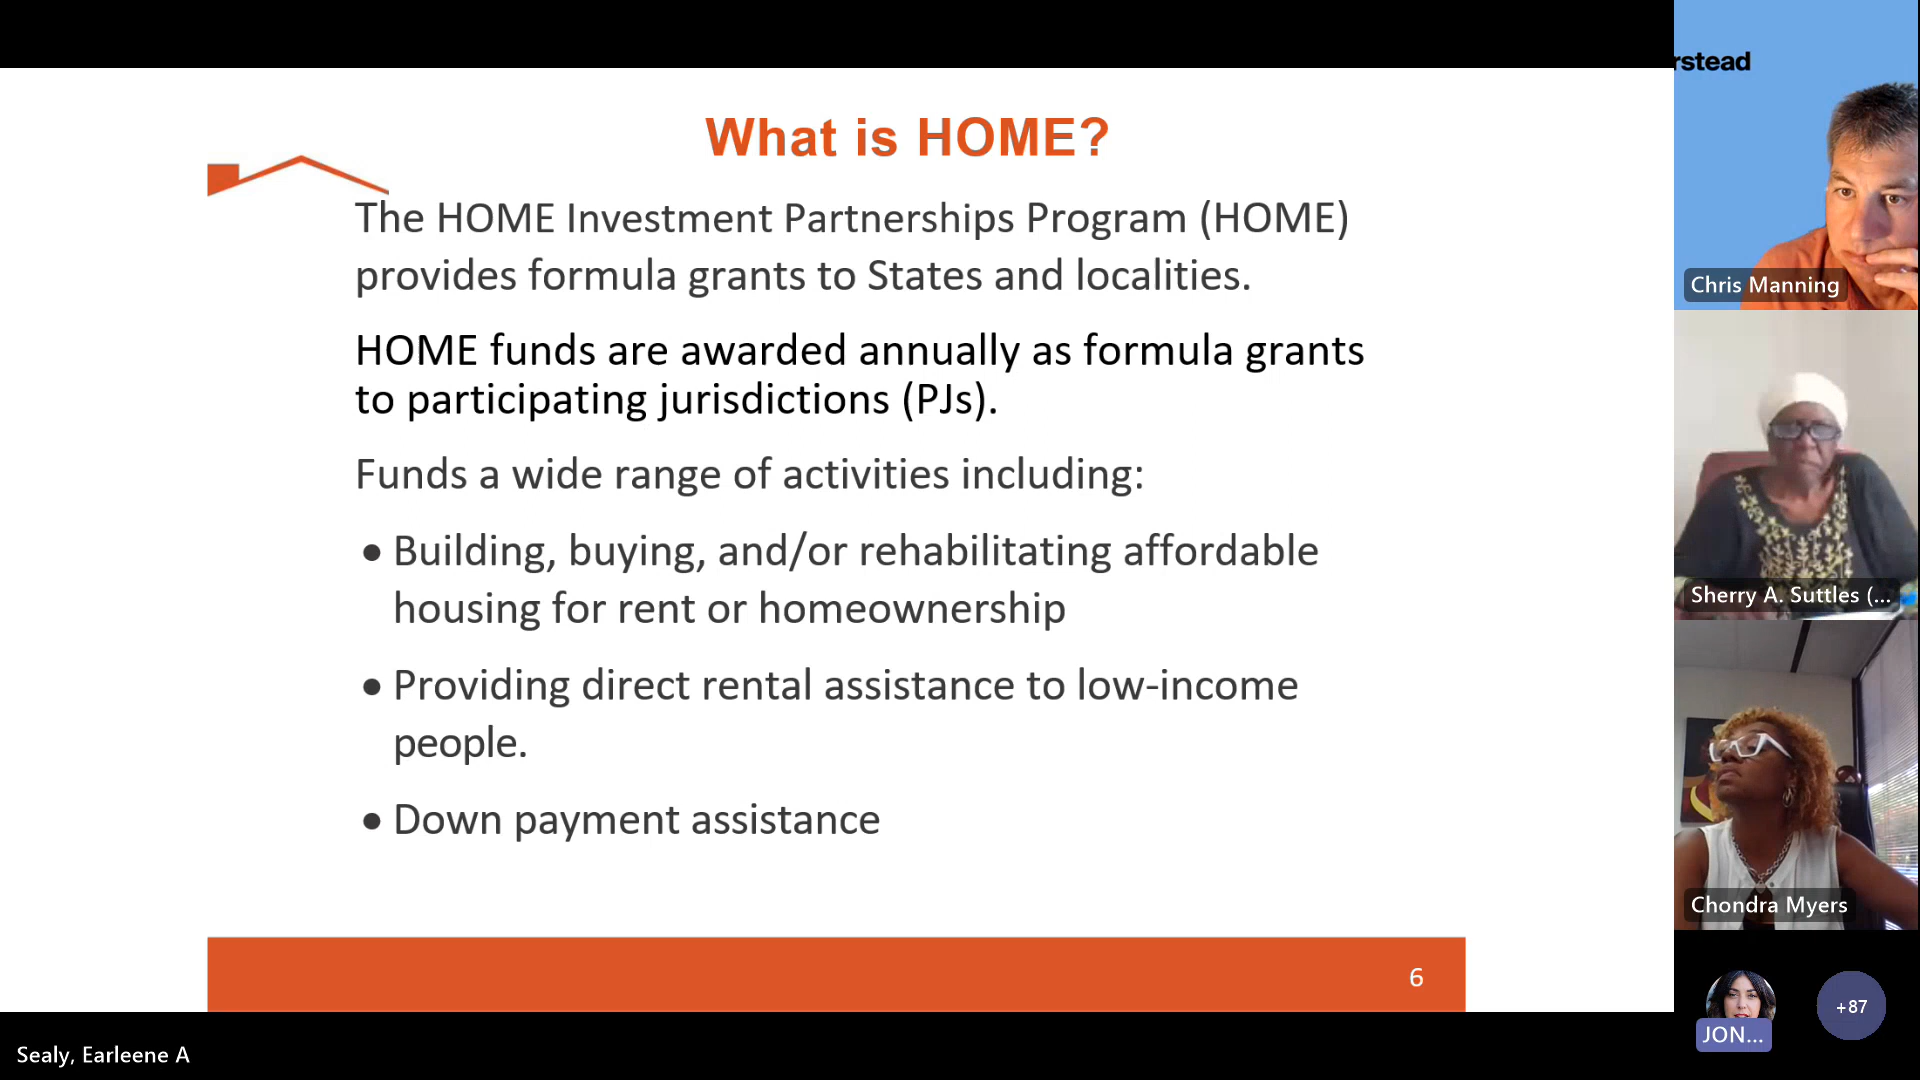 What is HOME?
The HOME Investment Partnerships Program (HOME)
provides formula grants to States and localities.
HOME funds are awarded annually as formula grants
to participating jurisdictions (PJs).
Funds a wide range of activities including:
• Building, buying, and/or rehabilitating affordable
housing for rent or homeownership
• Providing direct rental assistance to low-income
people.
• Down payment assistance
6
rstead
Chris Manning
Sherry A. Suttles (...
Chondra Myers
JON...
+87
Sealy, Earleene A